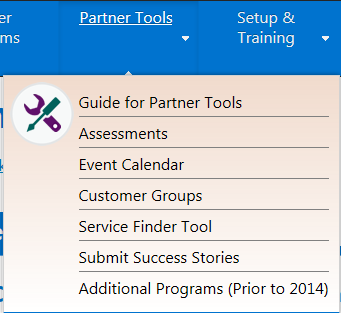 er Partner Tools Setup &
ms Training
Guide for Partner Tools
Assessments
Event Calendar
Customer Groups
Service Finder Tool
Submit Success Stories
Additional Programs (Prior to 2014)